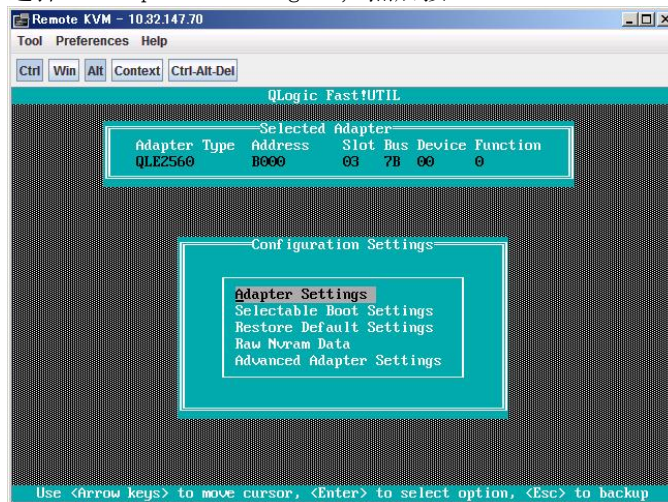 Remote KVM - 10.32.147.70
Tool Preferences Help
Ctrl Win Alt Context Ctrl-Alt-Del
QLogic Fast!UTIL
Selected Adapter
Adapter Type Address Slot Bus Device Function
QLE2560 B000 03 7B 00 0
Configuration Settings
Adapter Settings
Selectable Boot Settings
Restore Default Settings
Raw Nvram Data
Advanced Adapter Settings
Use <Arrow keys> to move cursor, <Enter> to select option, <Esc> to backup